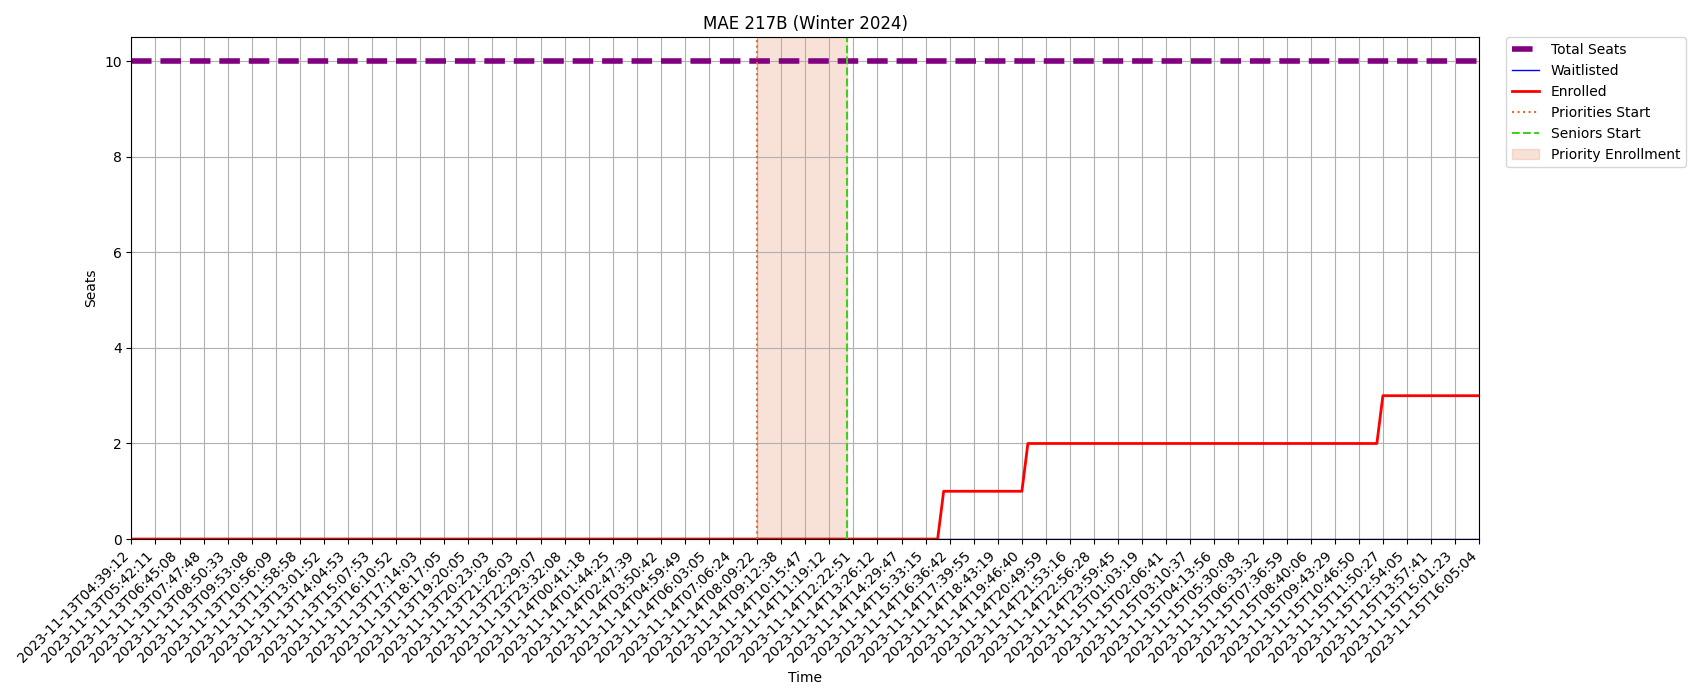 MAE 217B (Winter 2024)
Total Seats
Waitlisted
Enrolled
Priorities Start
Seniors Start
Priority Enrollment
Seats
10
8
6
4
2
0
2023-11-13T04:39:12
2023-11-13T05:42:11
2023-11-13T06:45:08
2023-11-13T07:47:48
2023-11-13T08:50:33
2023-11-13T09:53:08
2023-11-13T10:56:09
2023-11-13T11:58:58
2023-11-13T13:01:52
2023-11-13T14:04:53
2023-11-13T15:07:53
2023-11-13T16:10:52
2023-11-13T17:14:03
2023-11-13T18:17:05
2023-11-13T19:20:05
2023-11-13T20:23:03
2023-11-13T21:26:03
2023-11-13T22:29:07
2023-11-13T23:32:08
2023-11-14T00:41:18
2023-11-14T01:44:25
2023-11-14T02:47:39
2023-11-14T03:50:42
2023-11-14T04:59:49
2023-11-14T06:03:05
2023-11-14T07:06:24
2023-11-14T08:09:22
2023-11-14T09:12:38
2023-11-14T10:15:47
2023-11-14T11:19:12
2023-11-14T12:22:51
2023-11-14T13:26:12
2023-11-14T14:29:47
2023-11-14T15:33:15
2023-11-14T16:36:42
2023-11-14T17:39:55
2023-11-14T18:43:19
2023-11-14T19:46:40
2023-11-14T20:49:59
2023-11-14T21:53:16
2023-11-14T22:56:28
2023-11-14T23:59:45
2023-11-15T01:03:19
2023-11-15T02:06:41
2023-11-15T03:10:37
2023-11-15T04:13:56
2023-11-15T05:30:08
2023-11-15T06:33:32
2023-11-15T07:36:59
2023-11-15T08:40:06
2023-11-15T09:43:29
2023-11-15T10:46:50
2023-11-15T11:50:27
2023-11-15T12:54:05
2023-11-15T13:57:41
2023-11-15T15:01:23
2023-11-15T16:05:04
Time